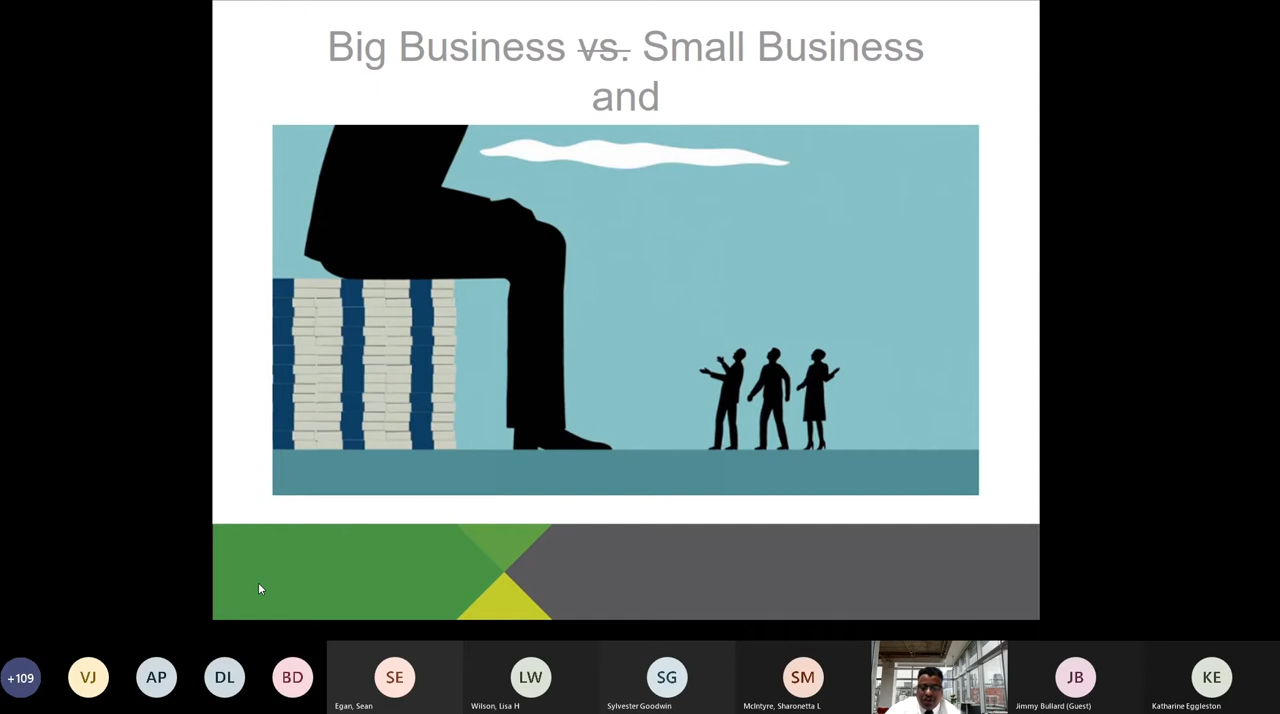 Big Business vs. Small Business
and
+109
VJ
AP
DL
BD
SE
LW
SG
SM
JB
KE
Egan, Sean
Wilson, Lisa H
Sylvester Goodwin
McIntyre, Sharonetta L
Jimmy Bullard (Guest)
Katharine Eggleston